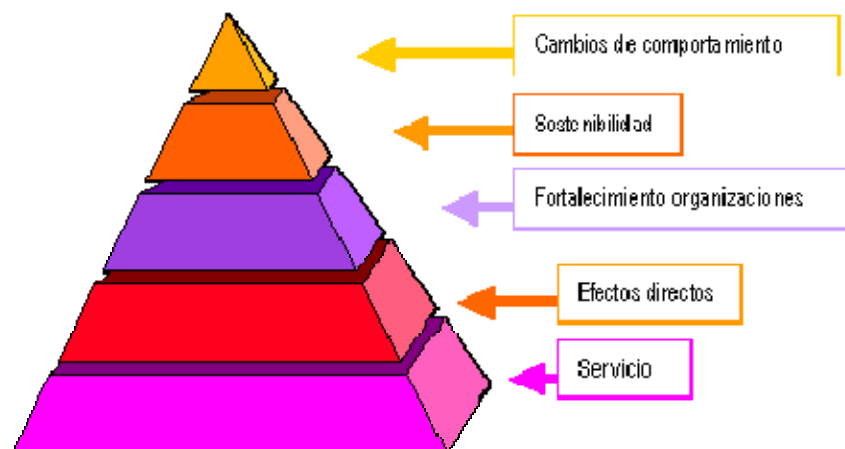 Cambios de comportamiento
Sostenibilidad
Fortalecimiento organizaciones
Efectos directos
Servicio